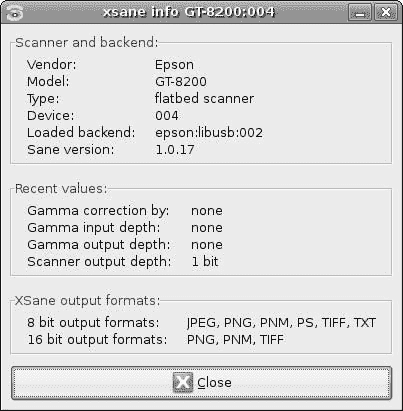 xsane info GT-8200:004
Scanner and backend:
Vendor: Epson
Model: GT-8200
Type: flatbed scanner
Device: 004
Loaded backend: epson:libusb:002
Sane version: 1.0.17
Recent values:
Gamma correction by: none
Gamma input depth: none
Gamma output depth: none
Scanner output depth: 1 bit
XSane output formats:
8 bit output formats: JPEG, PNG, PNM, PS, TIFF, TXT
16 bit output formats: PNG, PNM, TIFF
Close